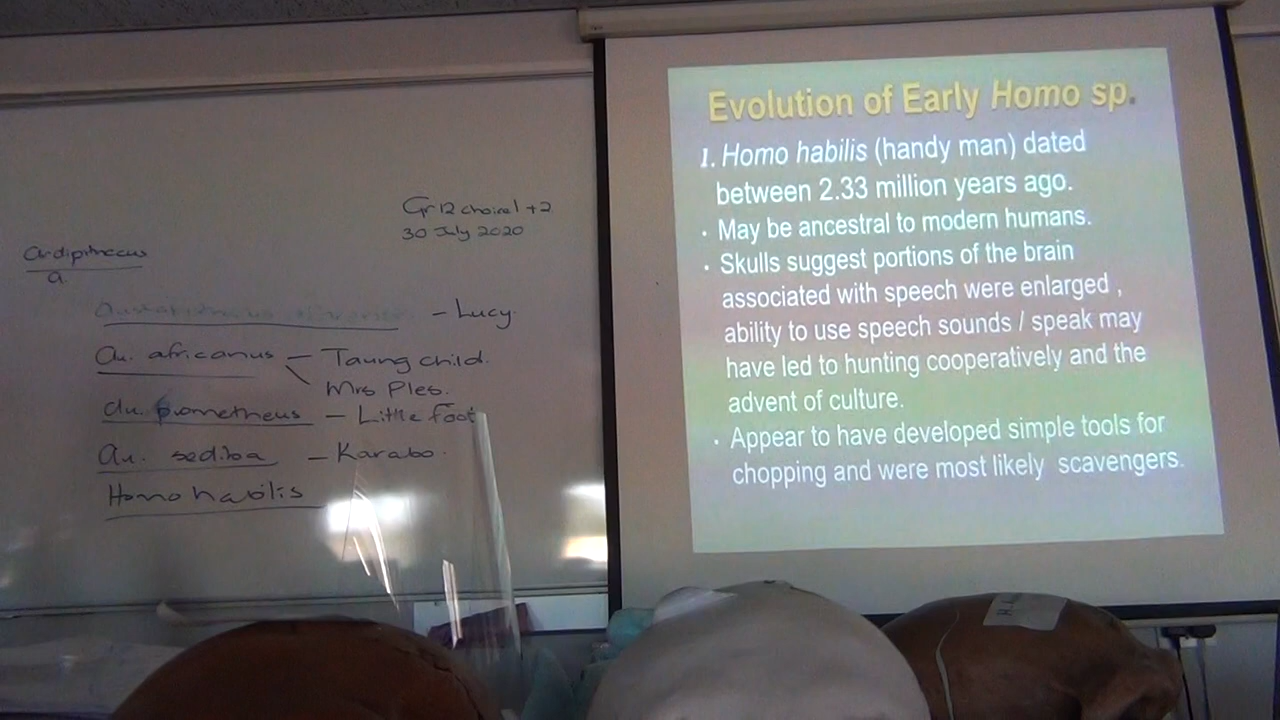 Gr 12 choice 1 + 2
30 July 2020
Ardipithecus
a.
- Lucy.
Au. africanus - Taung child.
Mrs Ples.
Au. prometheus - Little foot
Au. sediba - Karabo.
Homo habilis
Evolution of Early Homo sp.
1. Homo habilis (handy man) dated
between 2.33 million years ago.
· May be ancestral to modern humans.
· Skulls suggest portions of the brain
associated with speech were enlarged ,
ability to use speech sounds / speak may
have led to hunting cooperatively and the
advent of culture.
· Appear to have developed simple tools for
chopping and were most likely scavengers.